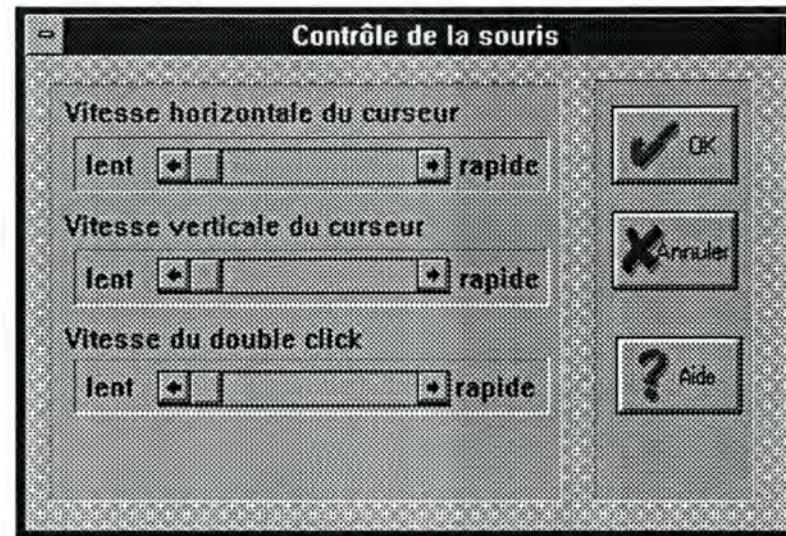 Contrôle de la souris
Vitesse horizontale du curseur
lent rapide
Vitesse verticale du curseur
lent rapide
Vitesse du double click
lent rapide
OK
Annuler
Aide